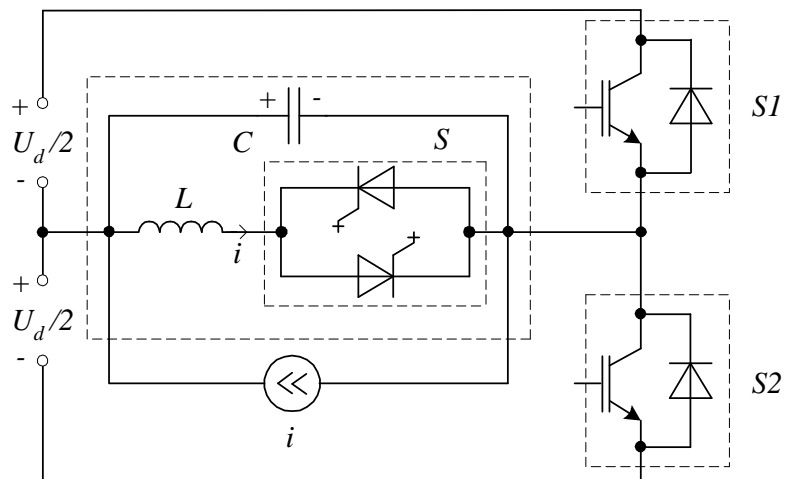 + -
S1
+
C
S
U_d/2
-
L
+
i
+
+
U_d/2
-
S2
i